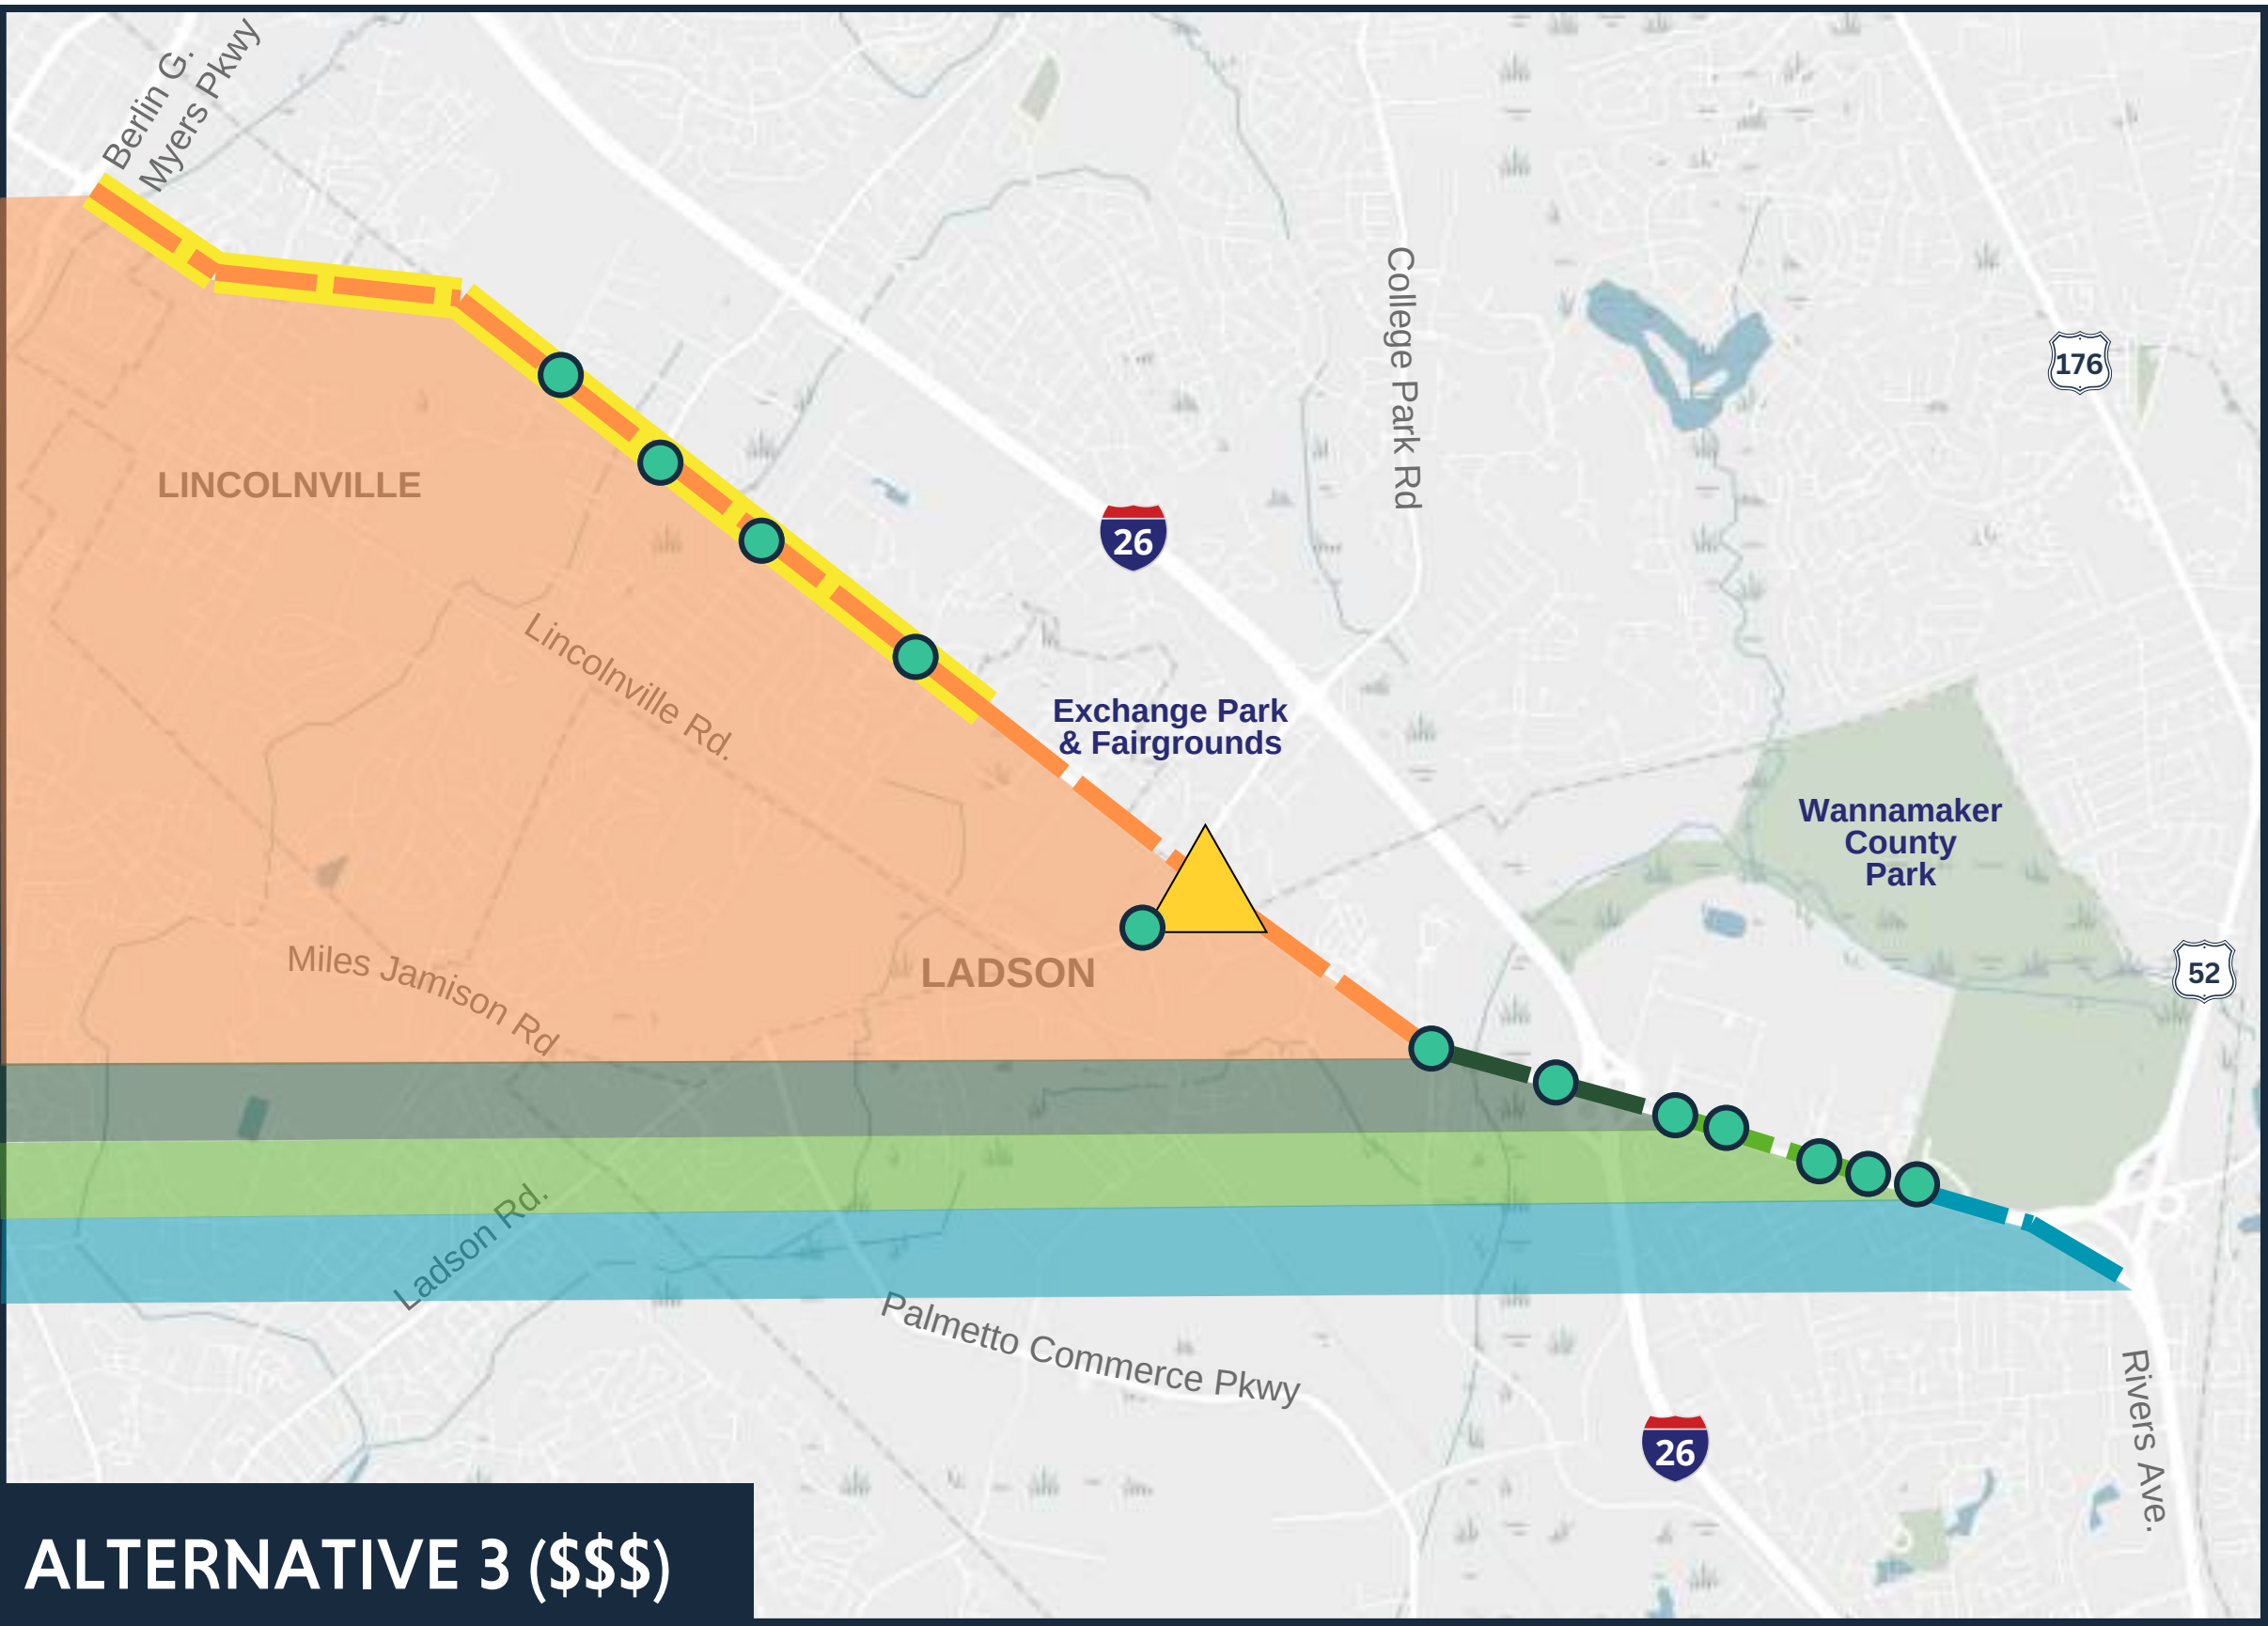 Berlin G.
Myers Pkwy
College Park Rd
176
LINCOLNVILLE
26
Lincolnville Rd.
Exchange Park
& Fairgrounds
Wannamaker
County
Park
Miles Jamison Rd
LADSON
52
Ladson Rd.
Palmetto Commerce Pkwy
Rivers Ave.
26
ALTERNATIVE 3 ($$$)